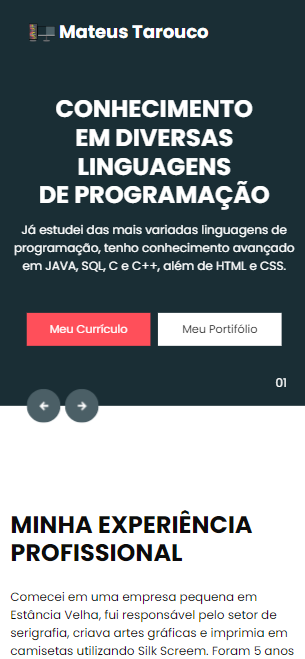 Mateus Tarouco
CONHECIMENTO
EM DIVERSAS
LINGUAGENS
DE PROGRAMAÇÃO
Já estudei das mais variadas linguagens de
programação, tenho conhecimento avançado
em JAVA, SQL, C e C++, além de HTML e CSS.
Meu Currículo
Meu Portifólio
01
MINHA EXPERIÊNCIA
PROFISSIONAL
Comecei em uma empresa pequena em
Estância Velha, fui responsável pelo setor de
serigrafia, criava artes gráficas e imprimia em
camisetas utilizando Silk Screem. Foram 5 anos